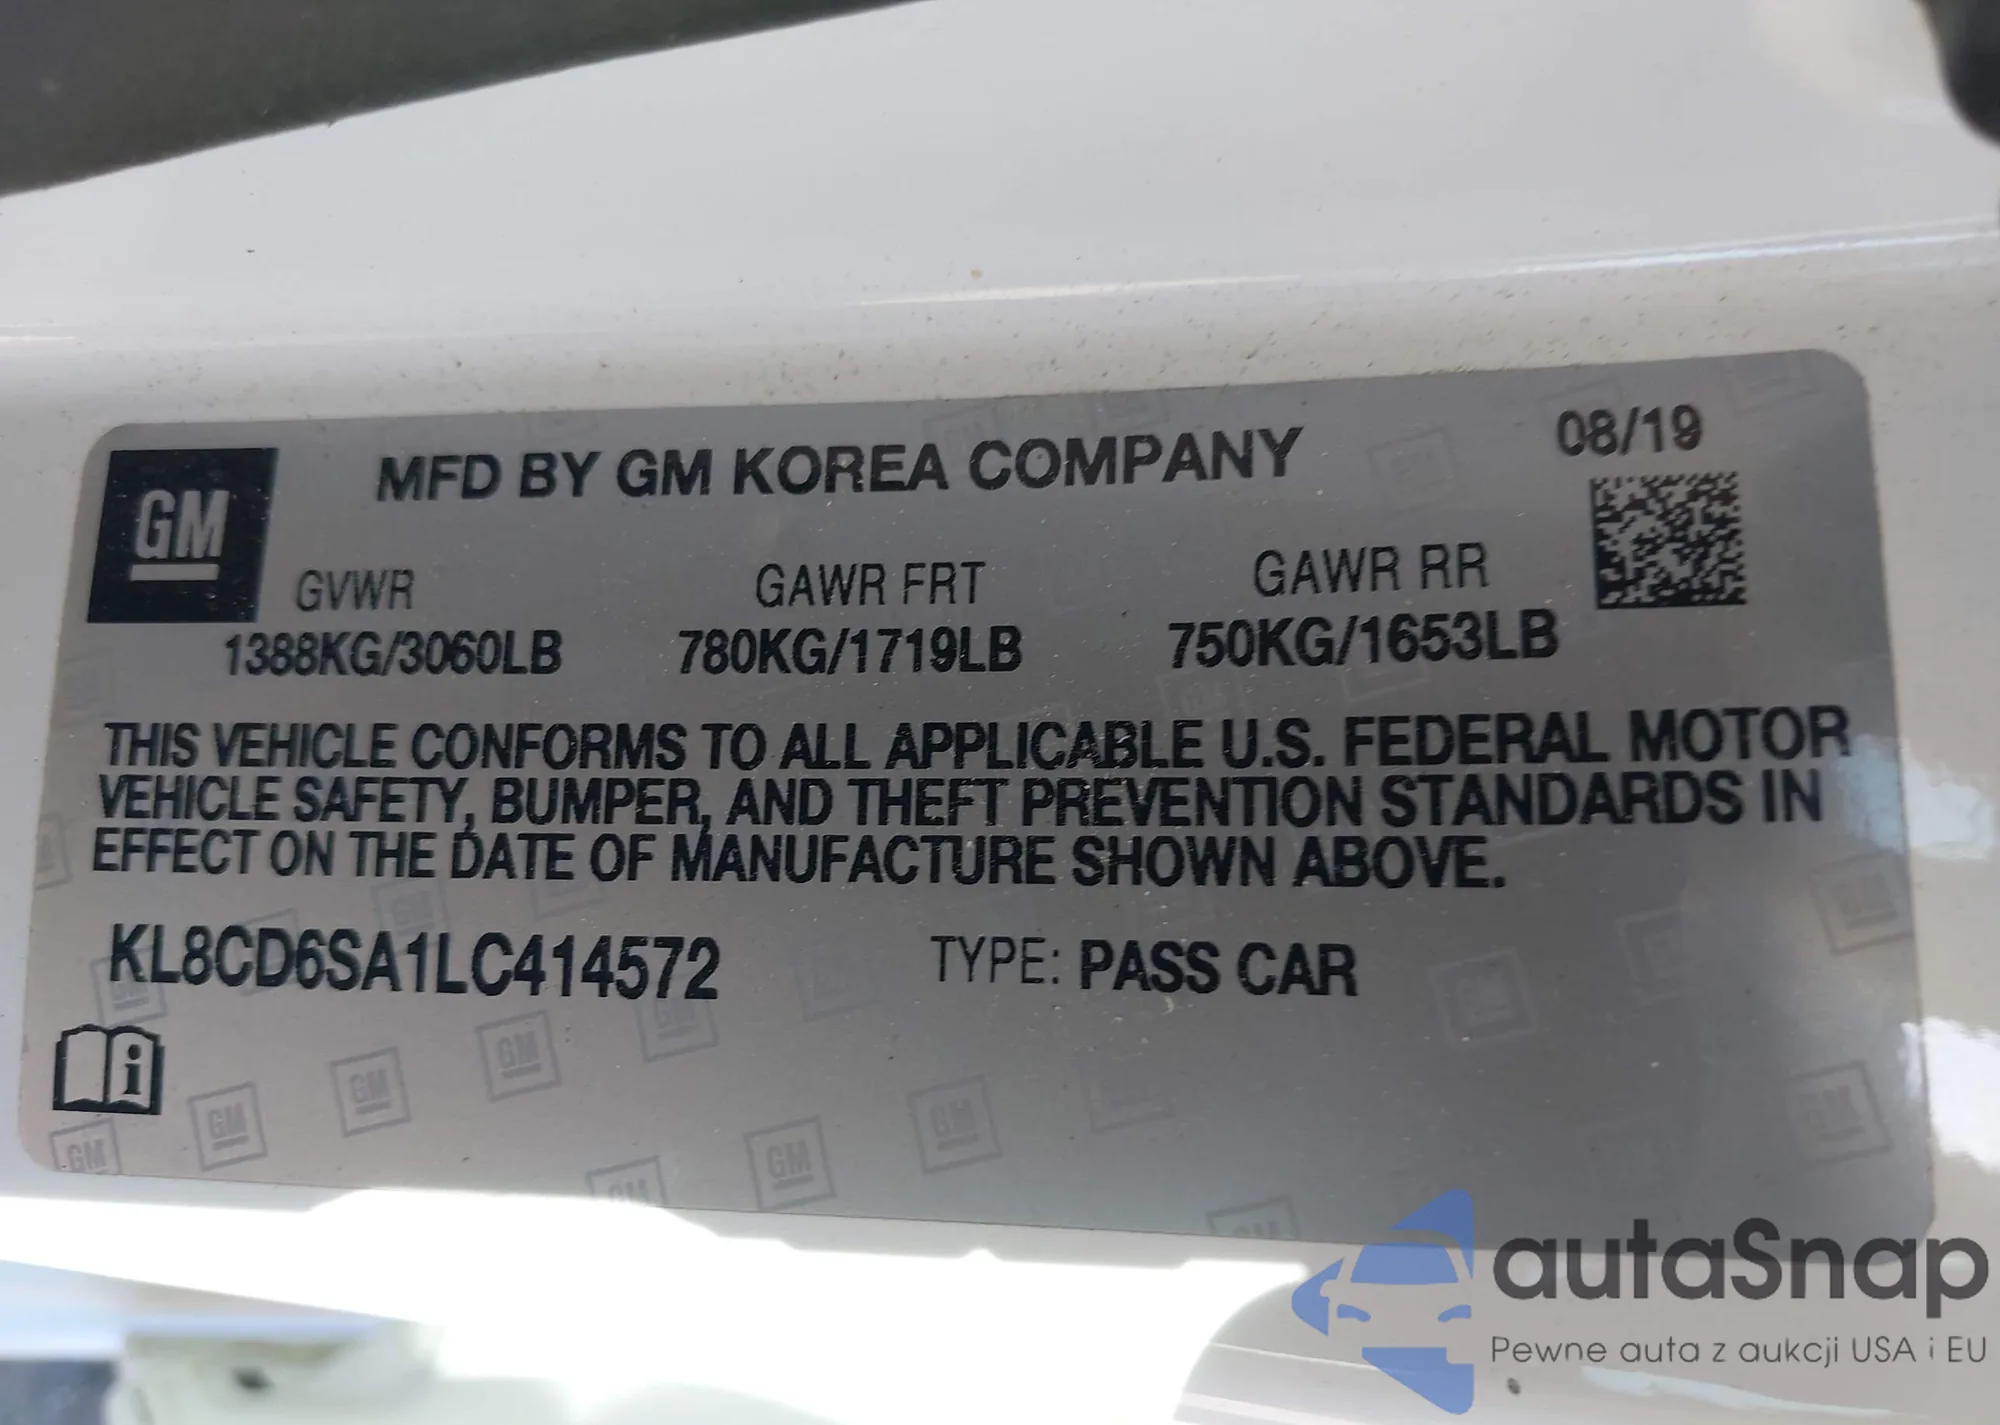 MFD BY GM KOREA COMPANY 08/19
GM
GVWR GAWR FRT GAWR RR
1388KG/3060LB 780KG/1719LB 750KG/1653LB
THIS VEHICLE CONFORMS TO ALL APPLICABLE U.S. FEDERAL MOTOR
VEHICLE SAFETY, BUMPER, AND THEFT PREVENTION STANDARDS IN
EFFECT ON THE DATE OF MANUFACTURE SHOWN ABOVE.
KL8CD6SA1LC414572 TYPE: PASS CAR
i
autaSnap
Pewne auta z aukcji USA i EU